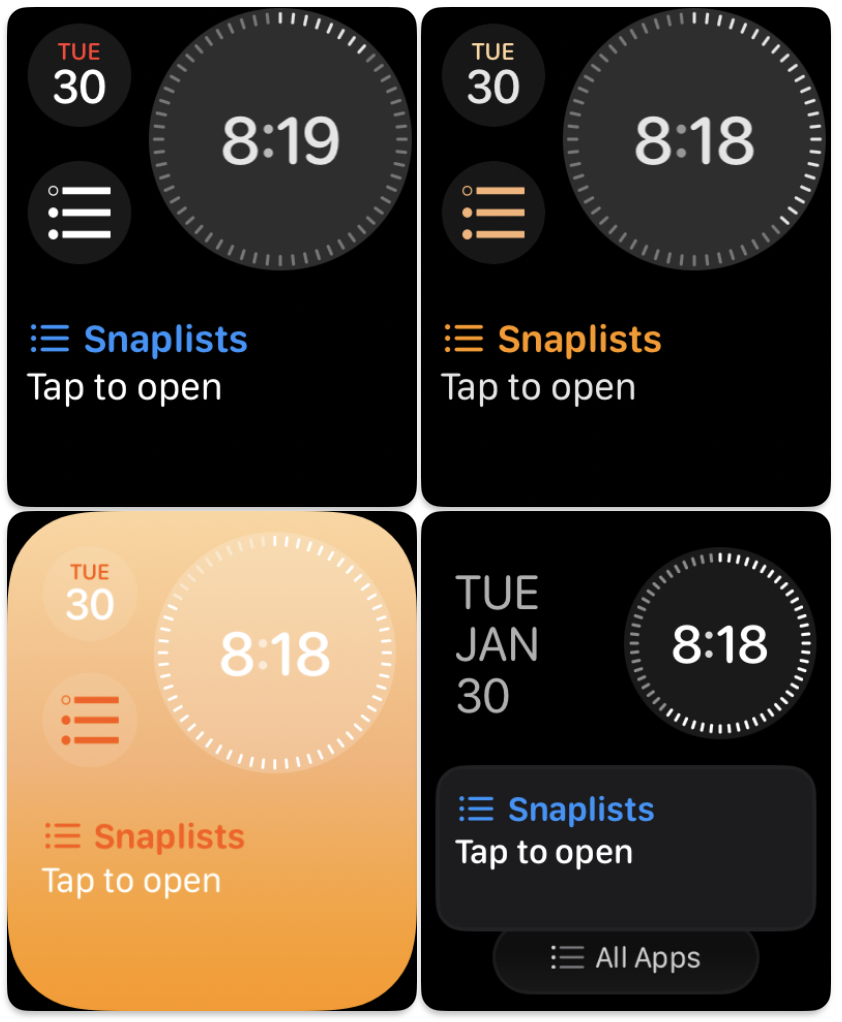 TUE
30
8:19
Snaplists
Tap to open
TUE
30
8:18
Snaplists
Tap to open
TUE
30
8:18
Snaplists
Tap to open
TUE
JAN
30
8:18
Snaplists
Tap to open
All Apps